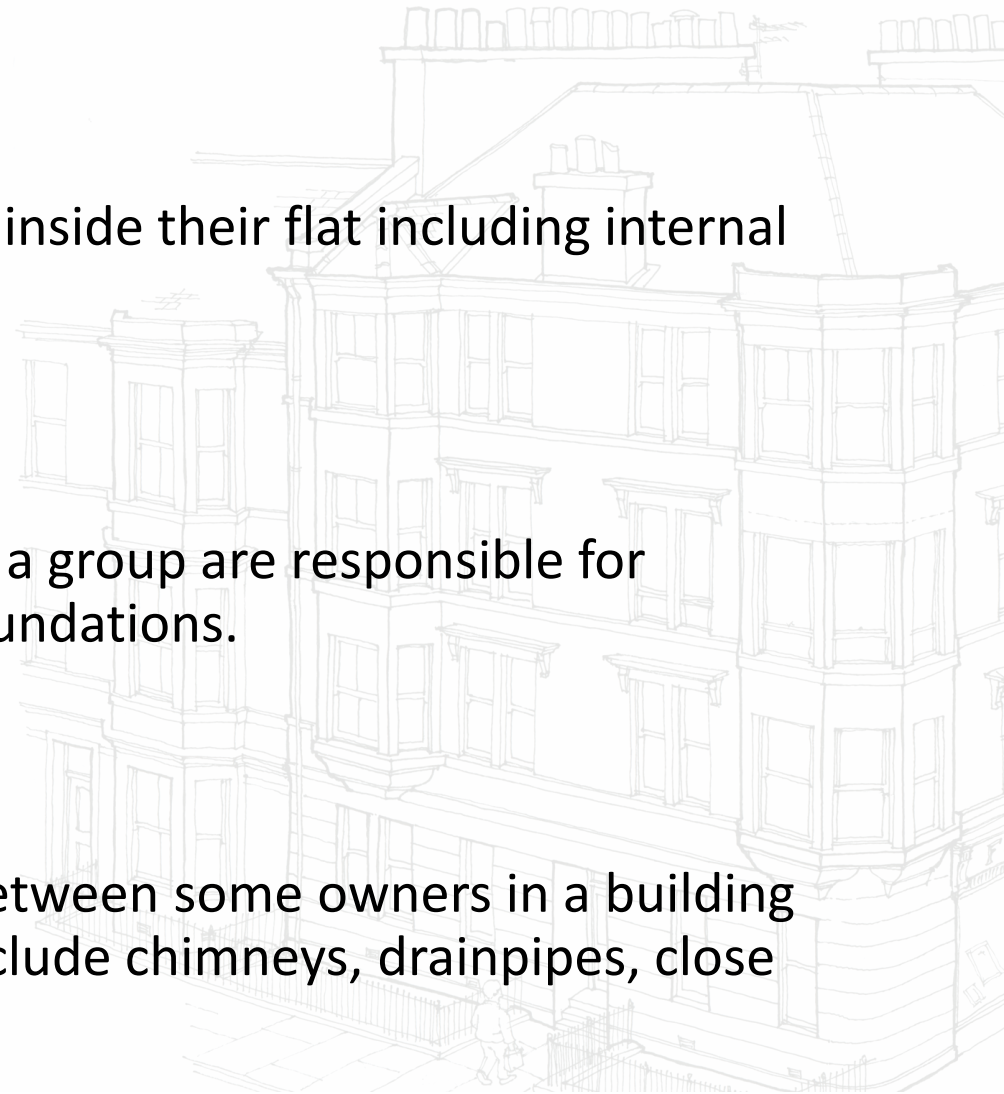 inside their flat including internal
a group are responsible for
undations.
etween some owners in a building
clude chimneys, drainpipes, close